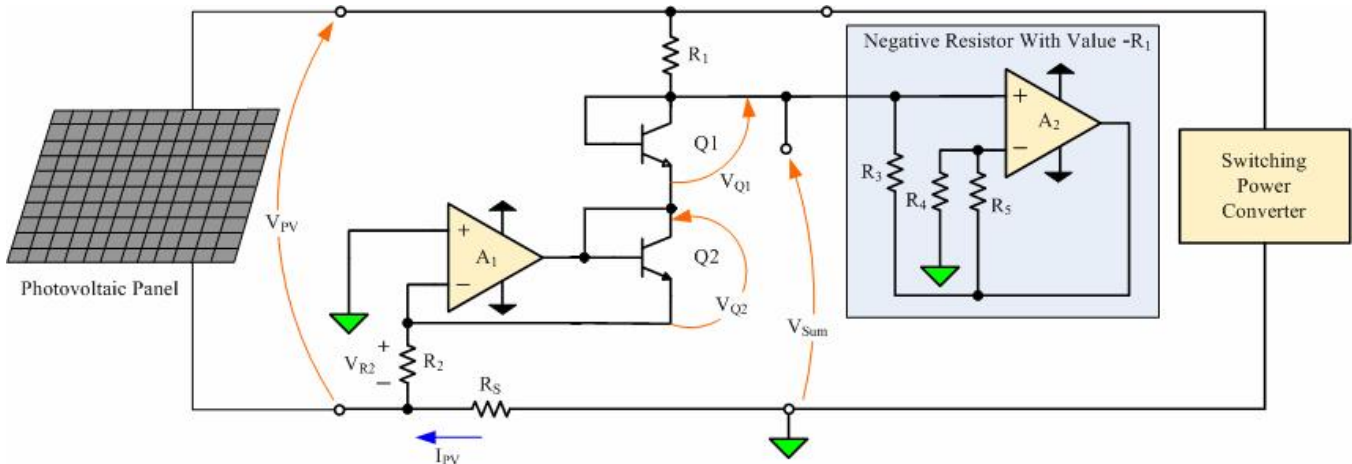 Negative Resistor With Value -R1
R1
+
A2
−
Q1
VQ1
R3
R4
R5
Switching
Power
Converter
VPV
+
A1
−
Q2
VQ2
Photovoltaic Panel
VSum
+
VR2
R2
−
RS
IPV